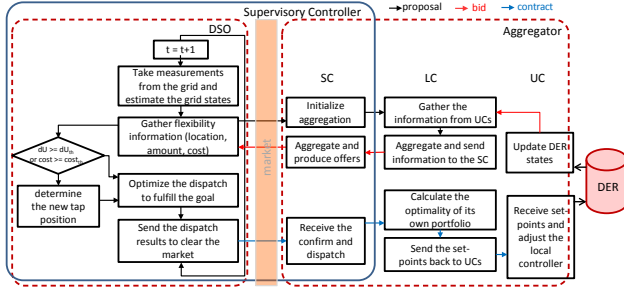 Supervisory Controller
proposal
bid
contract
DSO
Aggregator
t = t+1
Take measurements
from the grid and
estimate the grid states
SC
LC
UC
Gather flexibility
information (location,
amount, cost)
Initialize
aggregation
Gather the
information from UCs
dU >= dUth
or cost >= costth
market
Aggregate and
produce offers
Aggregate and send
information to the SC
Update DER
states
DER
determine
the new tap
position
Optimize the dispatch
to fulfill the goal
Calculate the
optimality of its
own portfolio
Send the dispatch
results to clear the
market
Receive the
confirm and
dispatch
Send the set-
points back to UCs
Receive set-
points and
adjust the
local
controller